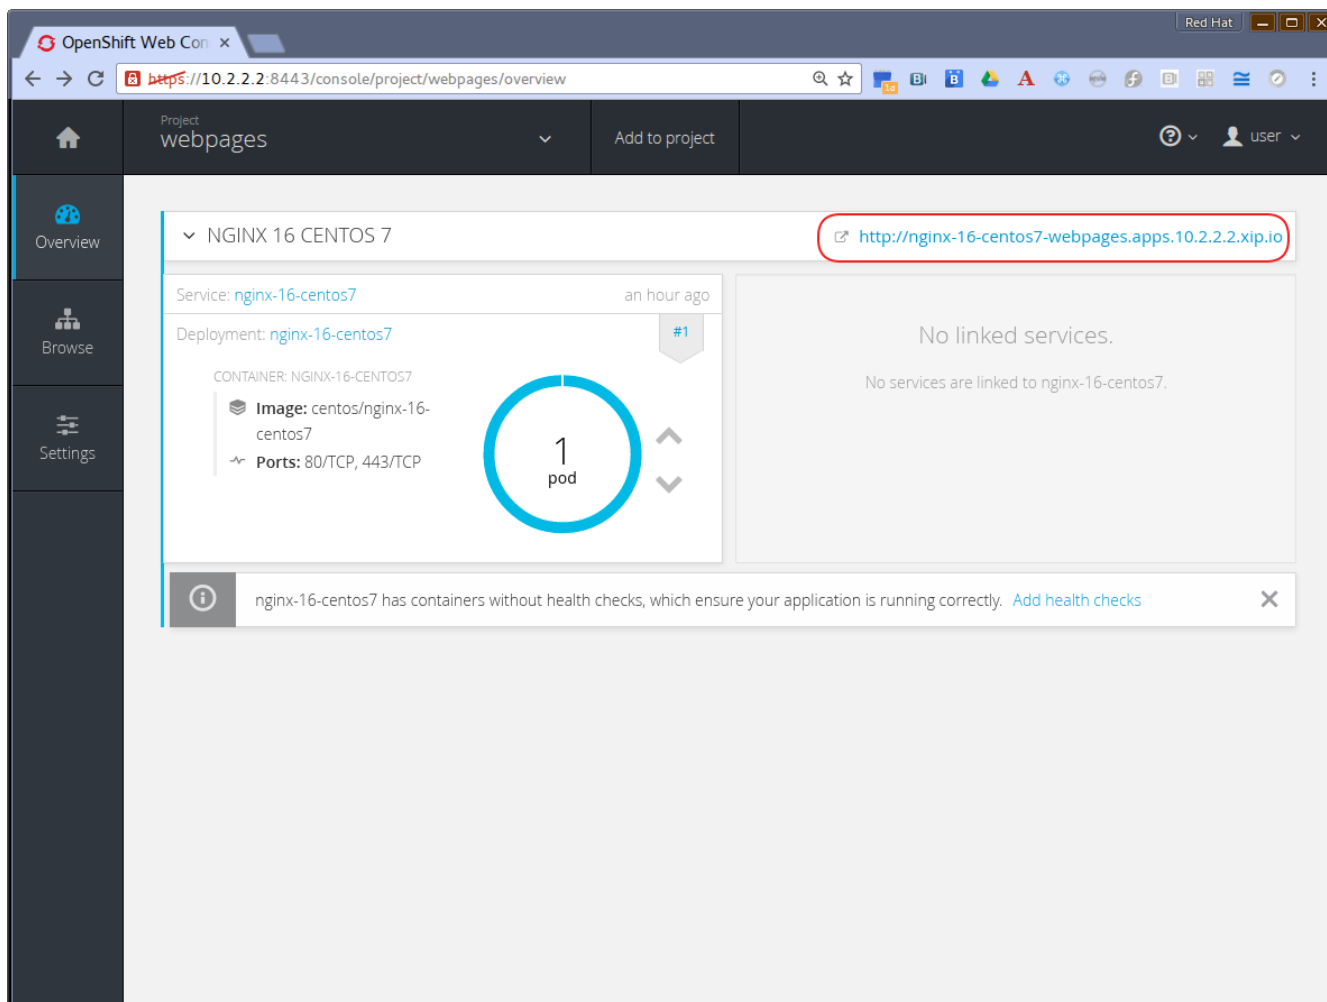 Red Hat
OpenShift Web Con
https://10.2.2.2:8443/console/project/webpages/overview
Project
webpages
Add to project
user
Overview
Browse
Settings
NGINX 16 CENTOS 7
http://nginx-16-centos7-webpages.apps.10.2.2.2.xip.io
Service: nginx-16-centos7
an hour ago
Deployment: nginx-16-centos7
#1
CONTAINER: NGINX-16-CENTOS7
Image: centos/nginx-16-
centos7
Ports: 80/TCP, 443/TCP
1
pod
No linked services.
No services are linked to nginx-16-centos7.
nginx-16-centos7 has containers without health checks, which ensure your application is running correctly. Add health checks